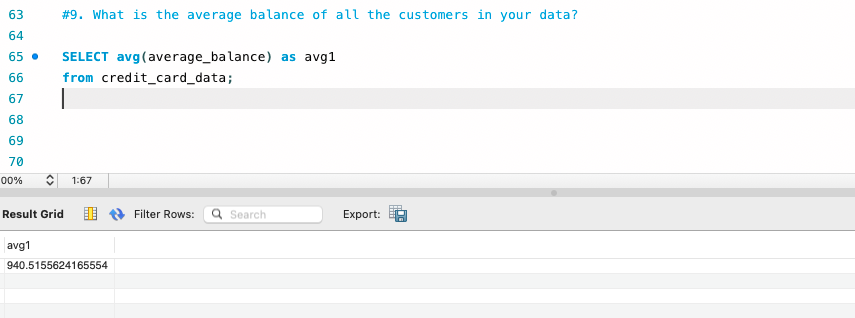 63 #9. What is the average balance of all the customers in your data?
64
65 SELECT avg(average_balance) as avg1
66 from credit_card_data;
67
68
69
70
00% 1:67
Result Grid Filter Rows: Search Export:
avg1
940.5155624165554